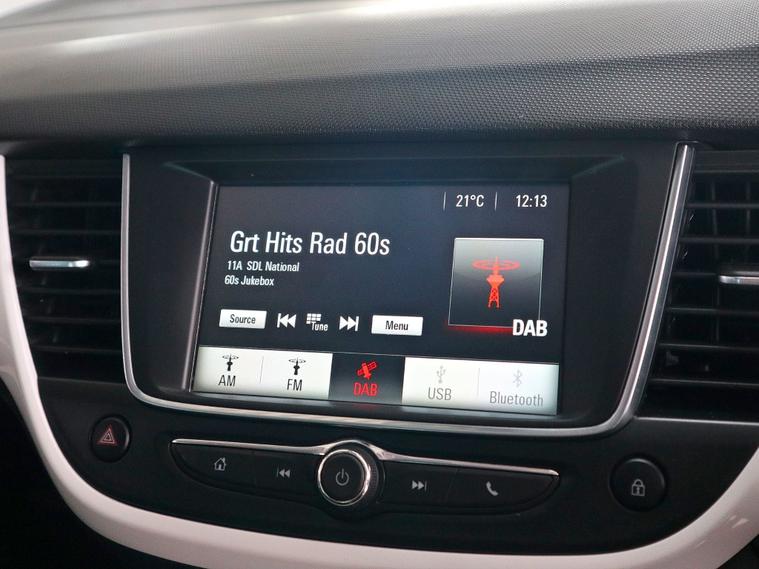 21°C 12:13
Grt Hits Rad 60s
11A SDL National
60s Jukebox
DAB
Source Tune Menu
AM FM DAB USB Bluetooth